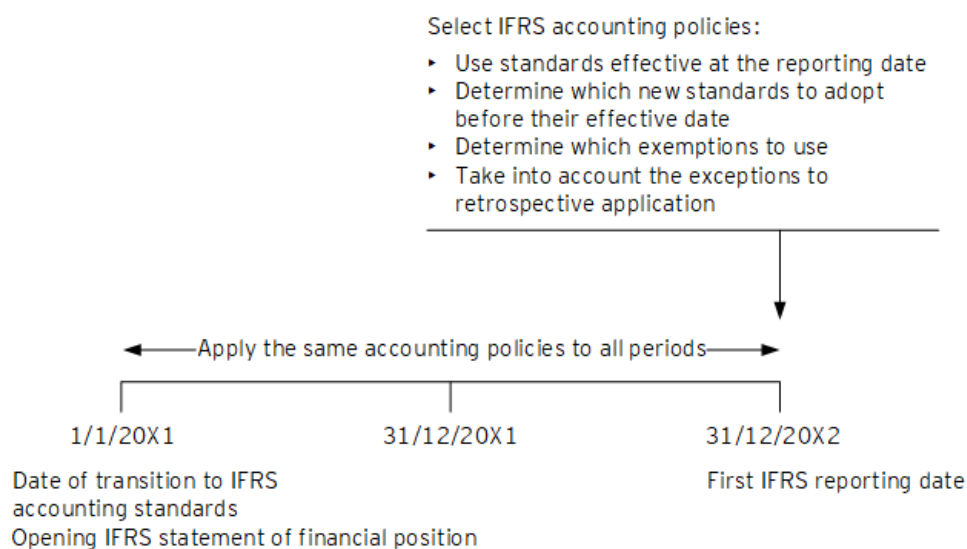 Select IFRS accounting policies:
‣ Use standards effective at the reporting date
‣ Determine which new standards to adopt
before their effective date
‣ Determine which exemptions to use
‣ Take into account the exceptions to
retrospective application
Apply the same accounting policies to all periods
1/1/20X1
31/12/20X1
31/12/20X2
Date of transition to IFRS
accounting standards
Opening IFRS statement of financial position
First IFRS reporting date